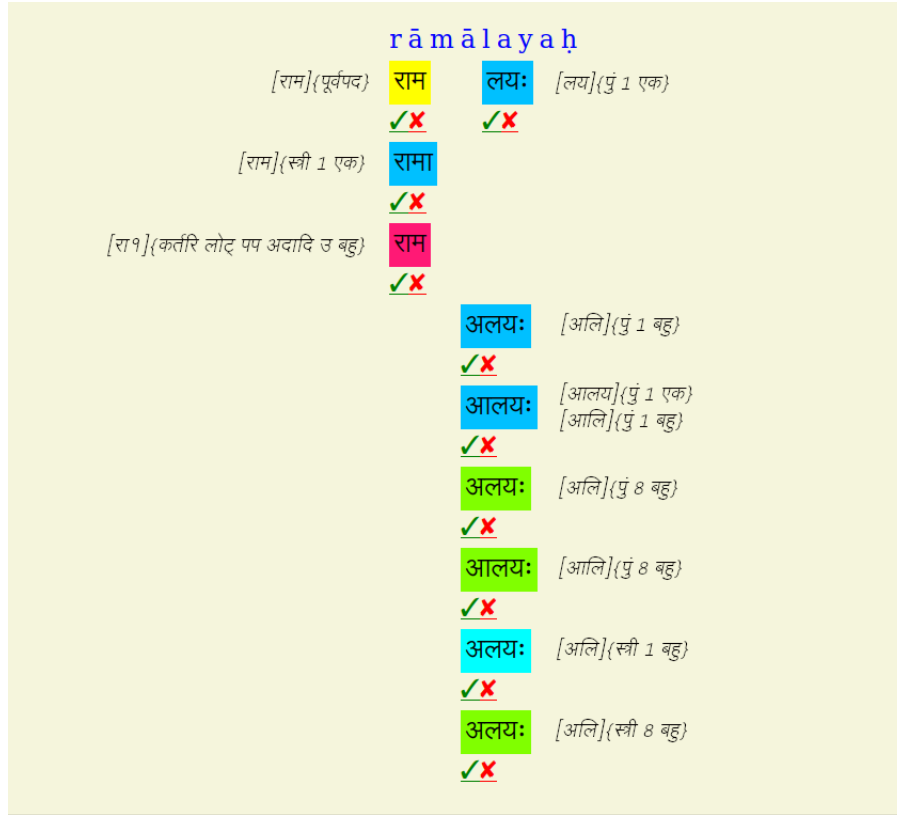 rāmālayaḥ
[राम]{पूर्वपद} राम लयः [लय]{पुं 1 एक}
✓✘ ✓✘
[राम]{स्त्री 1 एक} रामा
✓✘
[रा१]{कर्तरि लोट् पप अदादि उ बहु} राम
✓✘
अलयः [अलि]{पुं 1 बहु}
✓✘
आलयः [आलय]{पुं 1 एक}
[आलि]{पुं 1 बहु}
✓✘
अलयः [अलि]{पुं 8 बहु}
✓✘
आलयः [आलि]{पुं 8 बहु}
✓✘
अलयः [अलि]{स्त्री 1 बहु}
✓✘
अलयः [अलि]{स्त्री 8 बहु}
✓✘